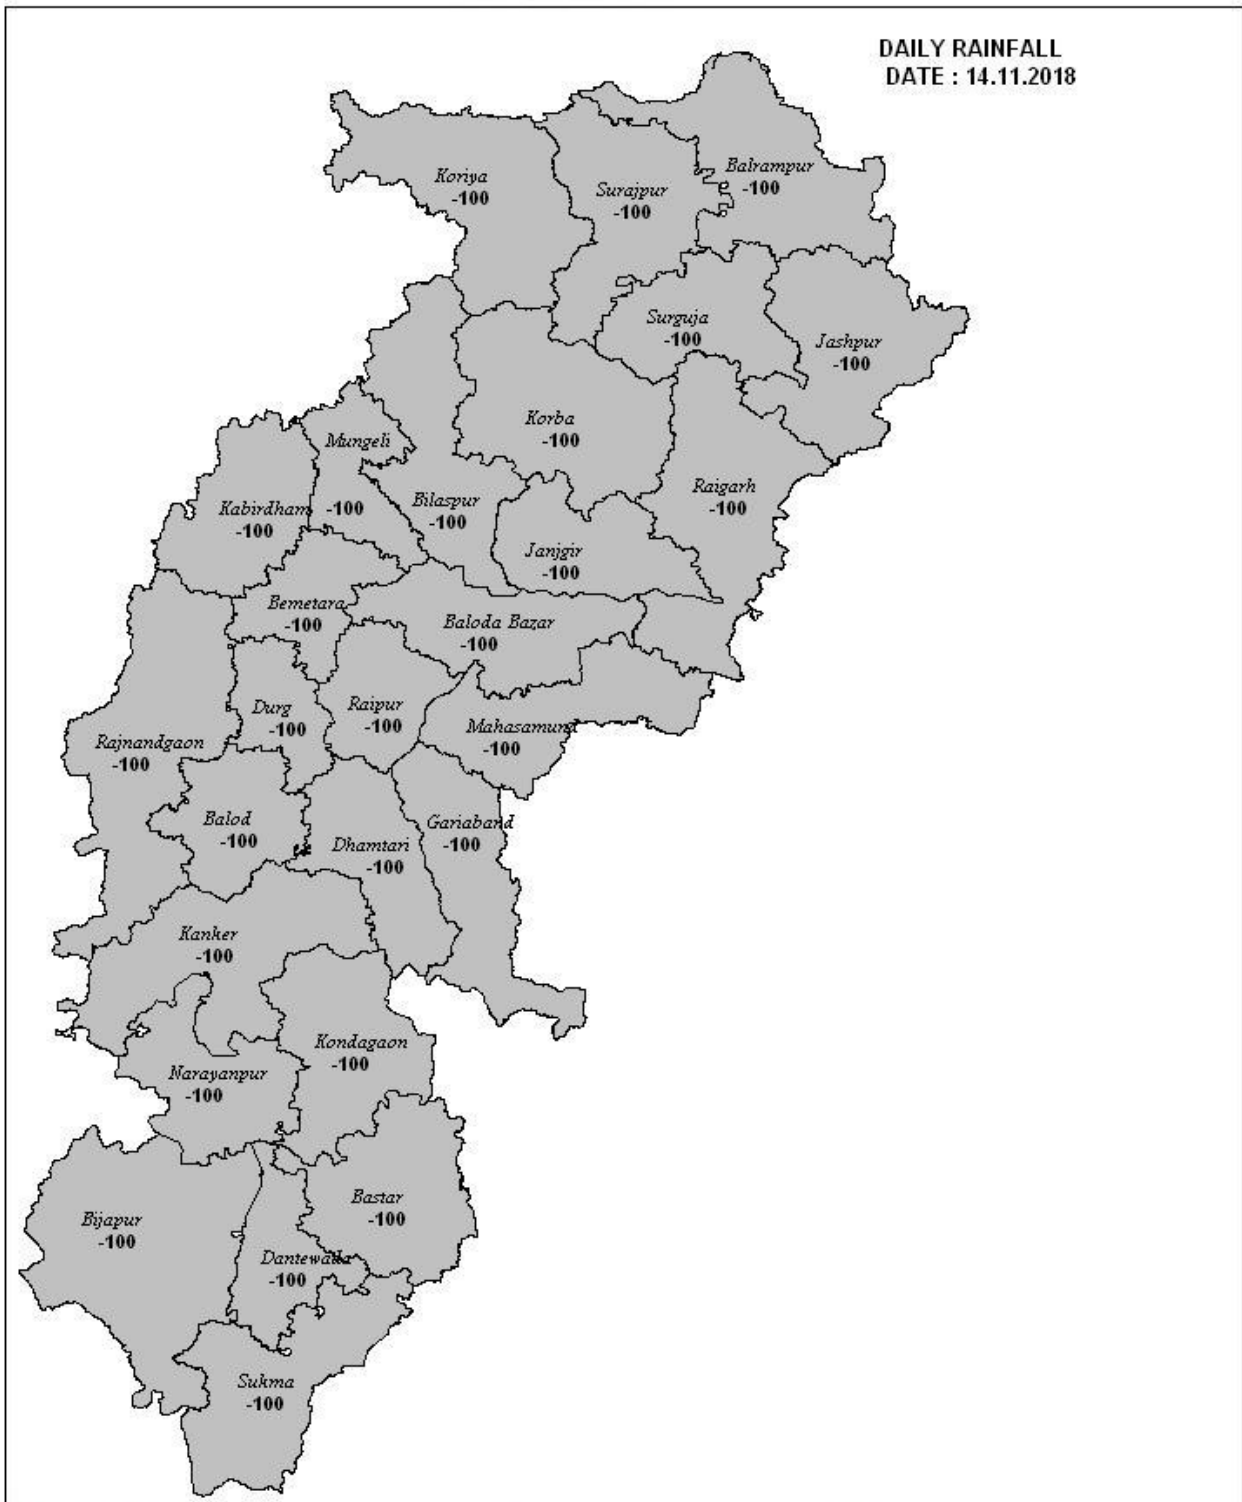 DAILY RAINFALL
DATE : 14.11.2018
Koriya
-100
Surajpur
-100
Balrampur
-100
Surguja
-100
Jashpur
-100
Korba
-100
Mungeli
-100
Kabirdham
-100
Bilaspur
-100
Raigarh
-100
Janjgir
-100
Bemetara
-100
Baloda Bazar
-100
Durg
-100
Raipur
-100
Mahasamund
-100
Rajnandgaon
-100
Balod
-100
Dhamtari
-100
Gariaband
-100
Kanker
-100
Kondagaon
-100
Narayanpur
-100
Bastar
-100
Bijapur
-100
Dantewada
-100
Sukma
-100